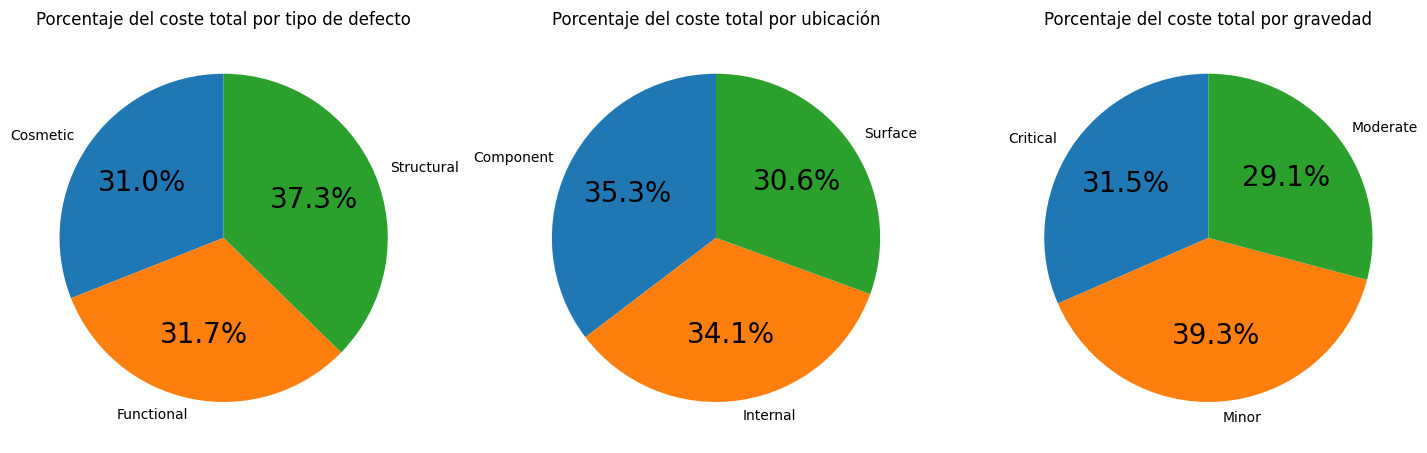 Porcentaje del coste total por tipo de defecto
Cosmetic
31.0%
Structural
37.3%
31.7%
Functional
Porcentaje del coste total por ubicación
Component
35.3%
Surface
30.6%
34.1%
Internal
Porcentaje del coste total por gravedad
Critical
31.5%
Moderate
29.1%
39.3%
Minor